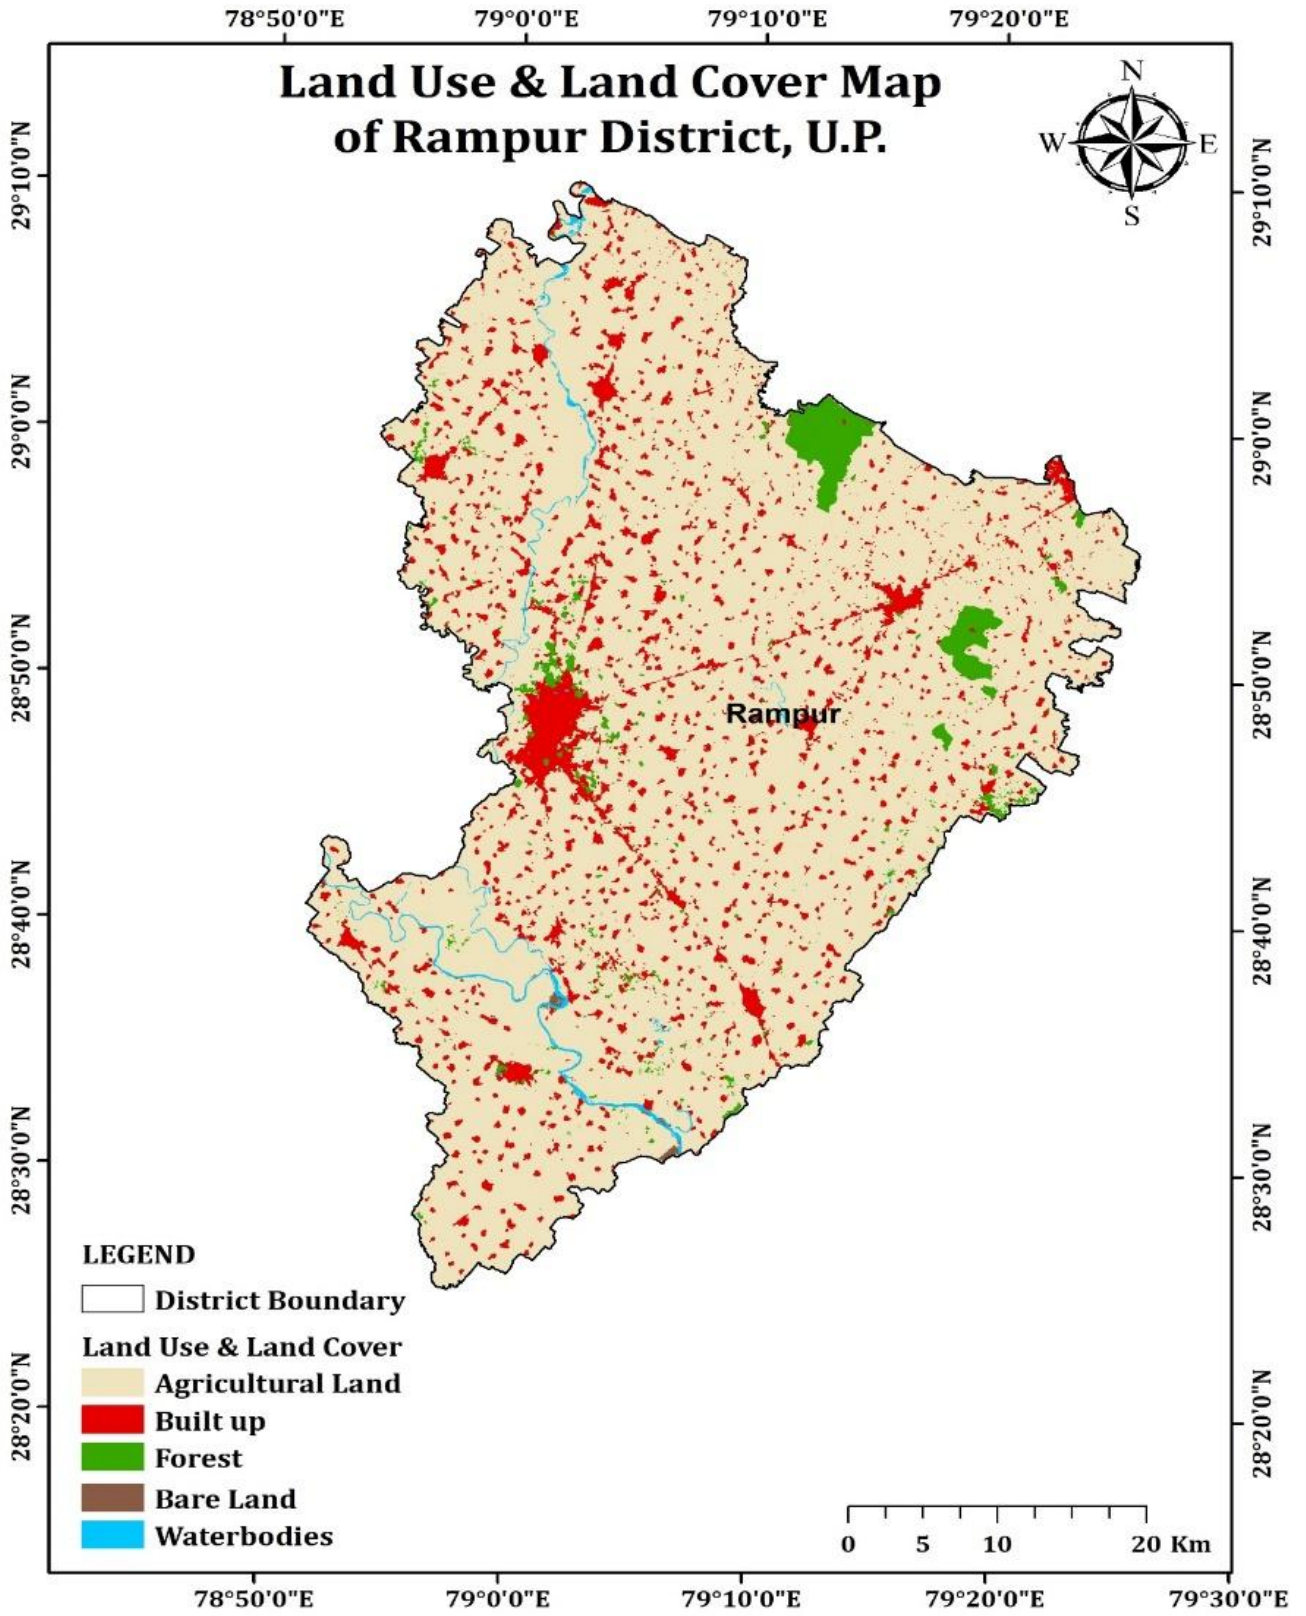 78°50'0"E 79°0'0"E 79°10'0"E 79°20'0"E
Land Use & Land Cover Map
of Rampur District, U.P.
N
W E
S
29°10'0"N 29°10'0"N
29°0'0"N 29°0'0"N
28°50'0"N 28°50'0"N
Rampur
28°40'0"N 28°40'0"N
28°30'0"N 28°30'0"N
28°20'0"N 28°20'0"N
LEGEND
District Boundary
Land Use & Land Cover
Agricultural Land
Built up
Forest
Bare Land
Waterbodies
0 5 10 20 Km
78°50'0"E 79°0'0"E 79°10'0"E 79°20'0"E 79°30'0"E